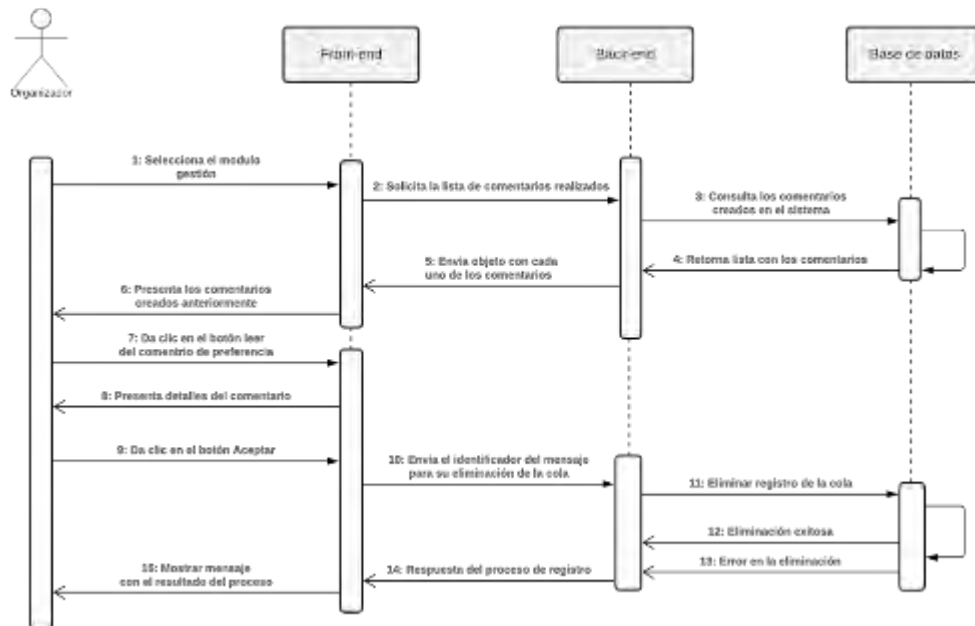 Organizador
Front-end
Back-end
Base de datos
1: Selecciona el modulo
gestión
2: Solicita la lista de comentarios realizados
3: Consulta los comentarios
creados en el sistema
4: Retorna lista con los comentarios
5: Envia objeto con cada
uno de los comentarios
6: Presenta los comentarios
creados anteriormente
7: Da clic en el botón leer
del comentrio de preferencia
8: Presenta detalles del comentario
9: Da clic en el botón Aceptar
10: Envia el identificador del mensaje
para su eliminación de la cola
11: Eliminar registro de la cola
12: Eliminación exitosa
13: Error en la eliminación
14: Respuesta del proceso de registro
15: Mostrar mensaje
con el resultado del proceso